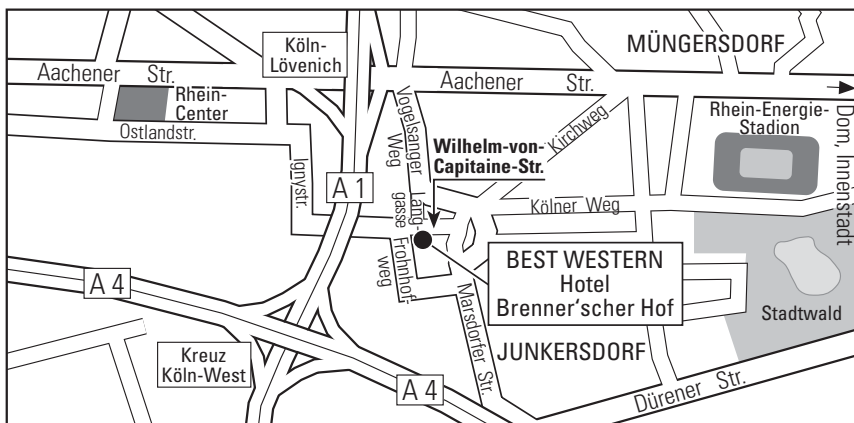 Köln-
Lövenich
MÜNGERSDORF
Aachener Str.
Aachener Str.
Rhein-
Center
Ostlandstr.
Rhein-Energie-
Stadion
Dom, Innenstadt
Vogelsanger
Weg
Kirchweg
Wilhelm-von-
Capitaine-Str.
Ignystr.
A 1
Lang-
gasse
Kölner Weg
Frohnhof-
weg
BEST WESTERN
Hotel
Brenner‘scher Hof
A 4
Stadtwald
Marsdorfer Str.
JUNKERSDORF
Kreuz
Köln-West
A 4
Dürener Str.